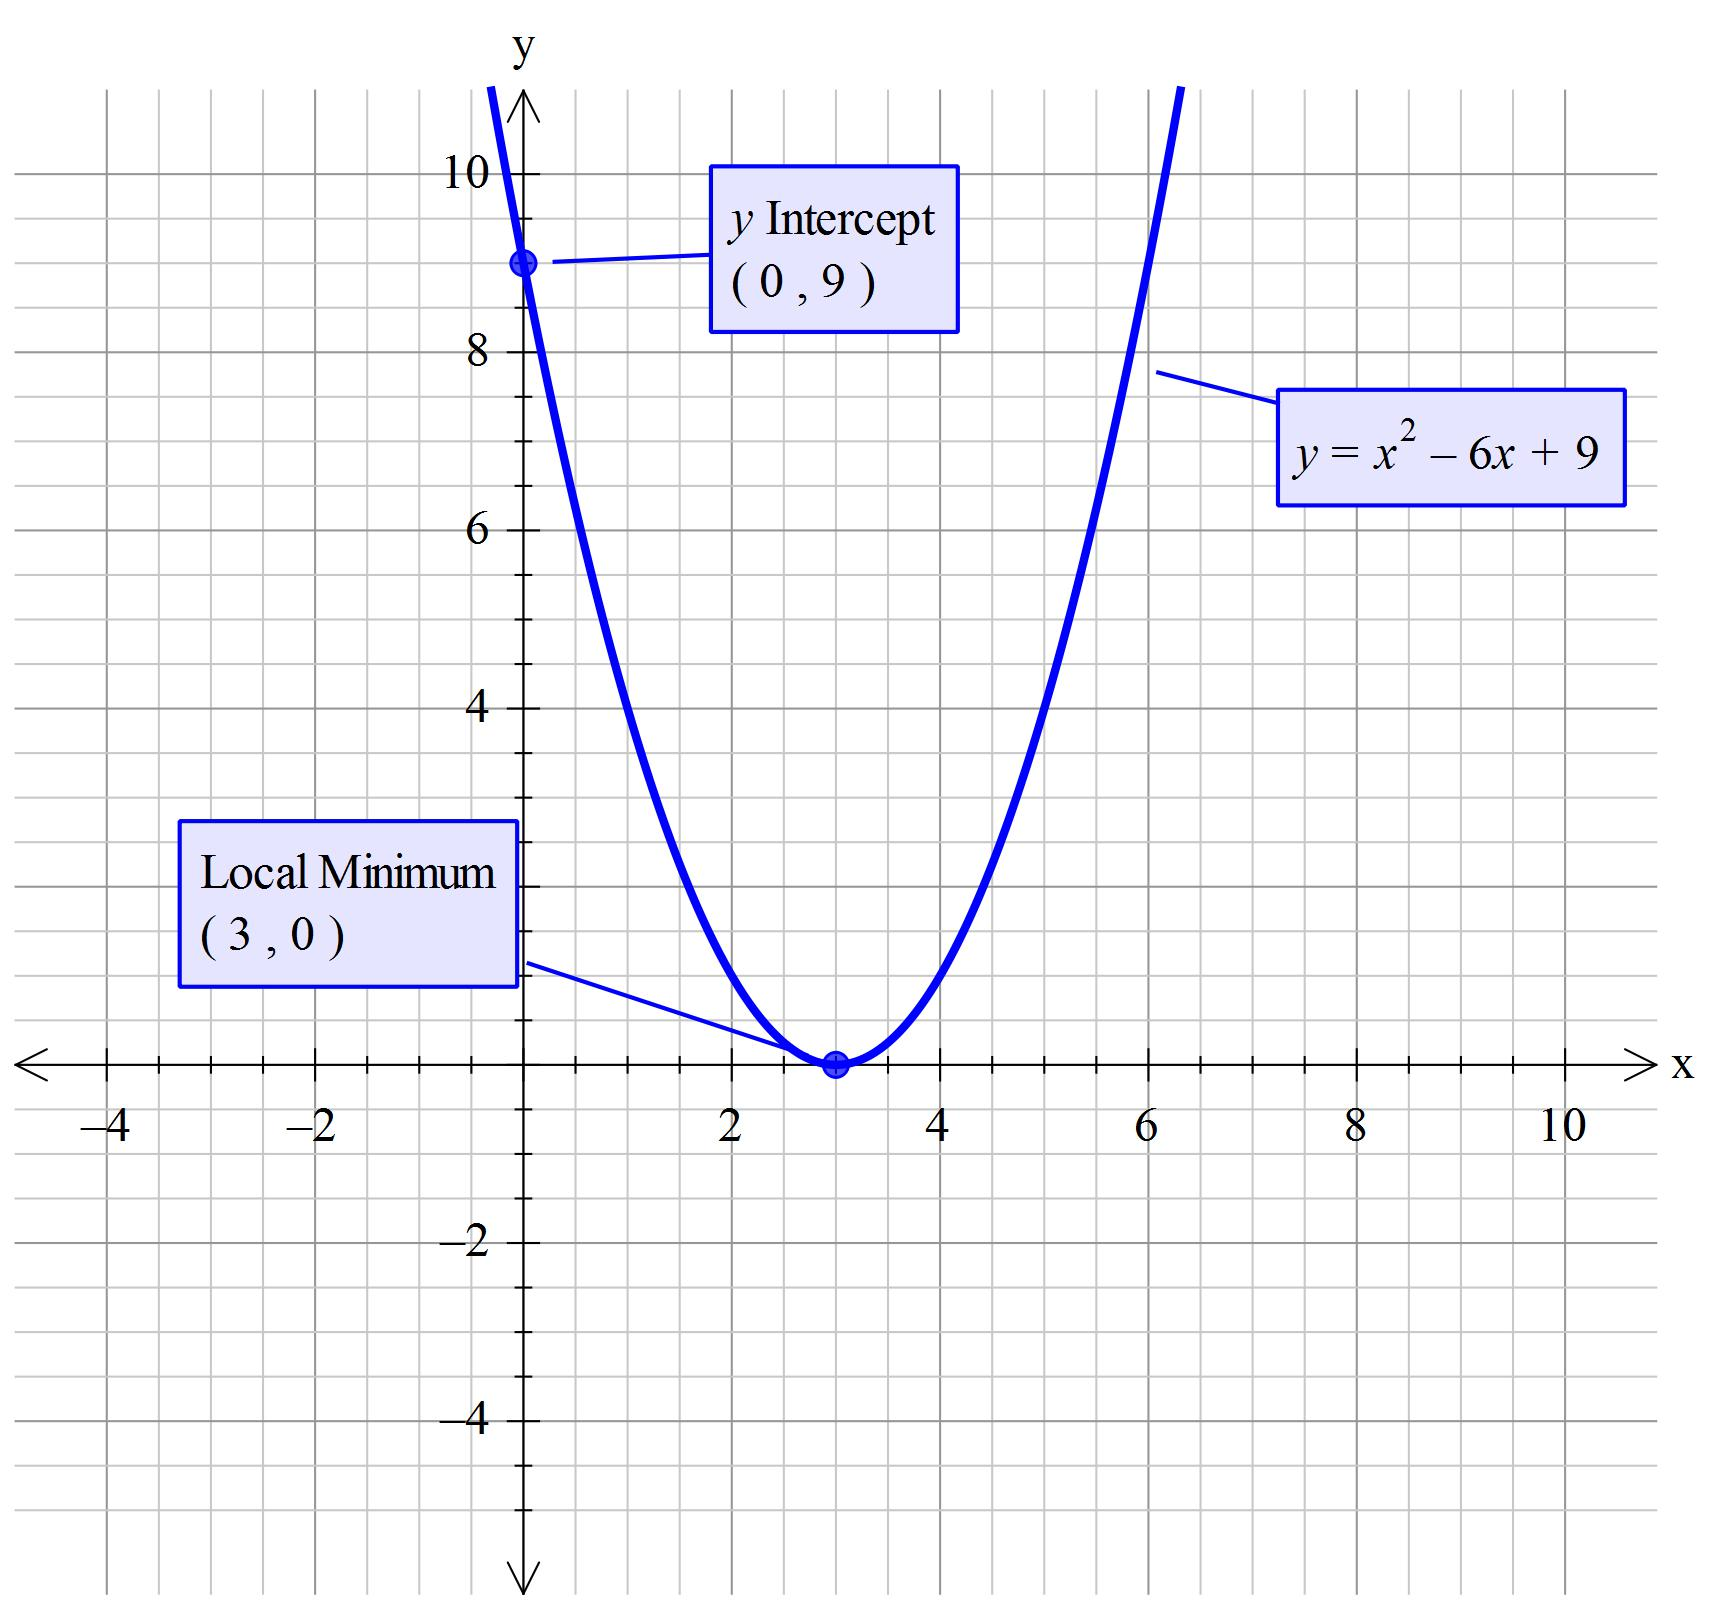 y
10
y Intercept
( 0 , 9 )
8
y = x² – 6x + 9
6
4
Local Minimum
( 3 , 0 )
x
–4 –2 2 4 6 8 10
–2
–4